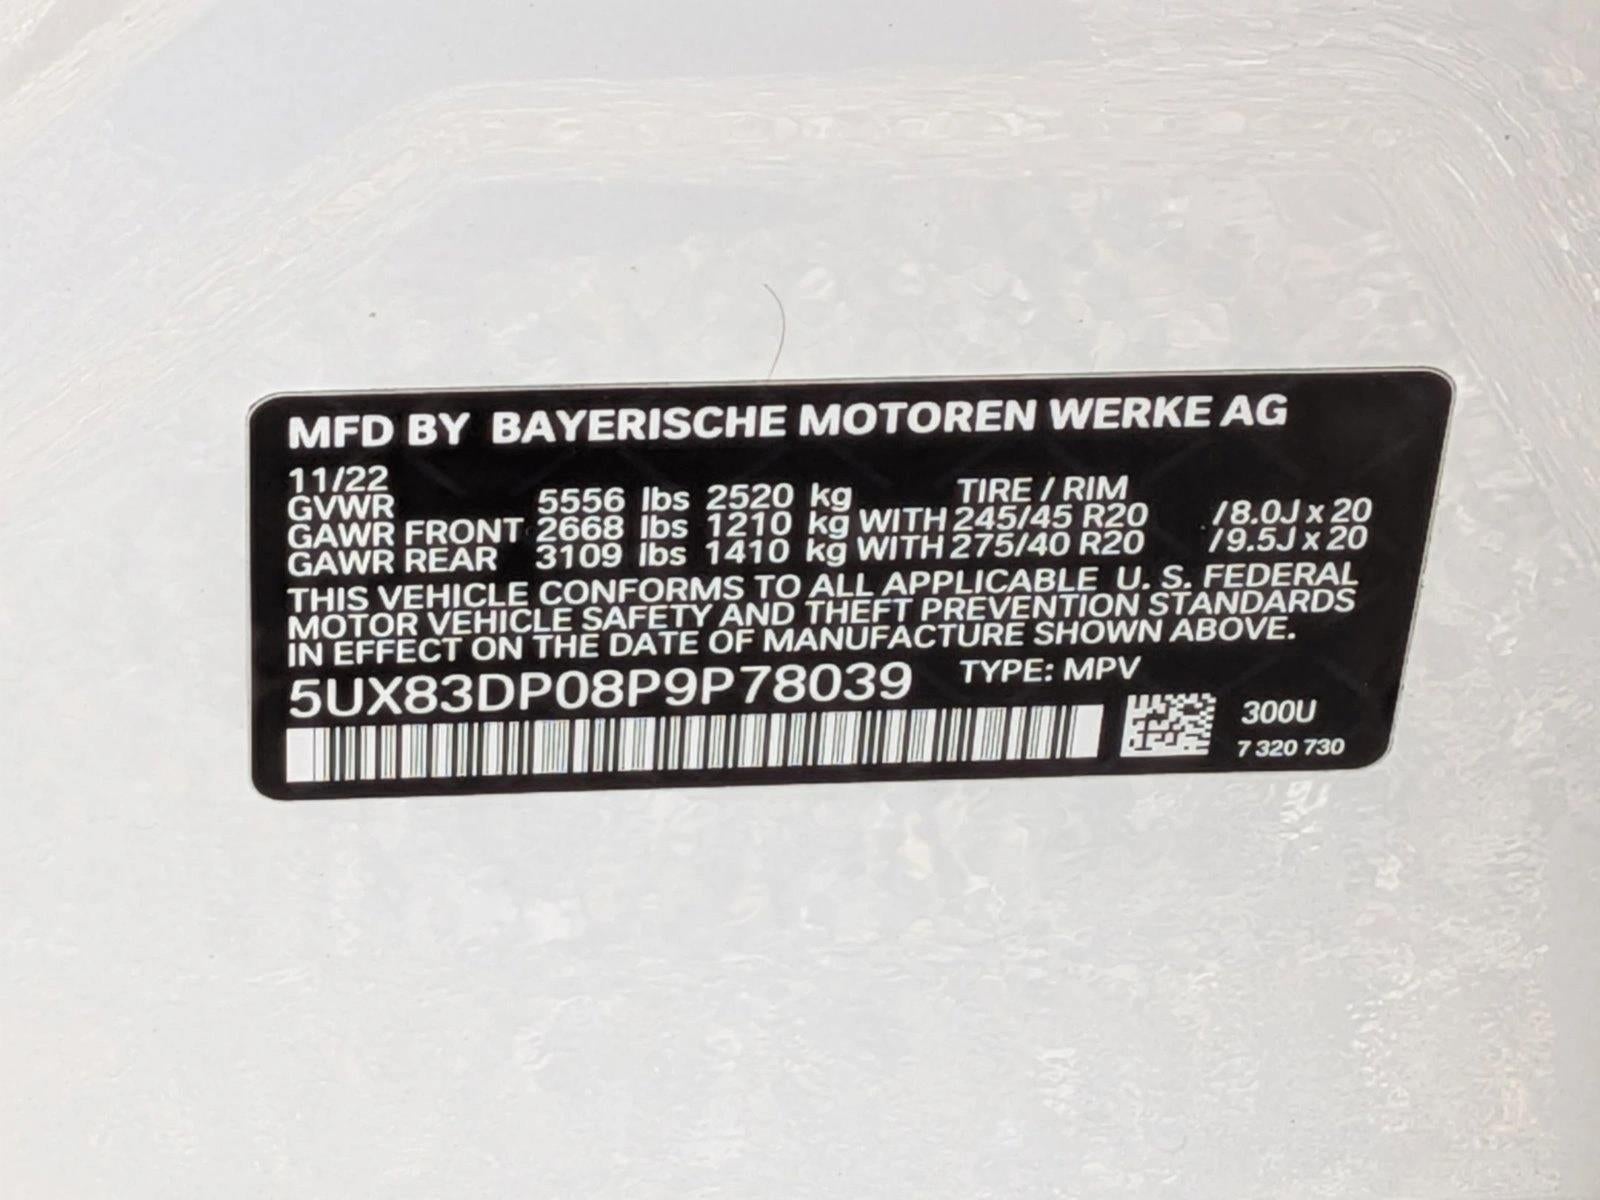 MFD BY BAYERISCHE MOTOREN WERKE AG
11/22 TIRE / RIM
GVWR 5556 lbs 2520 kg
GAWR FRONT 2668 lbs 1210 kg WITH 245/45 R20 /8.0J x 20
GAWR REAR 3109 lbs 1410 kg WITH 275/40 R20 /9.5J x 20
THIS VEHICLE CONFORMS TO ALL APPLICABLE U. S. FEDERAL
MOTOR VEHICLE SAFETY AND THEFT PREVENTION STANDARDS
IN EFFECT ON THE DATE OF MANUFACTURE SHOWN ABOVE.
5UX83DP08P9P78039 TYPE: MPV
300U
7 320 730